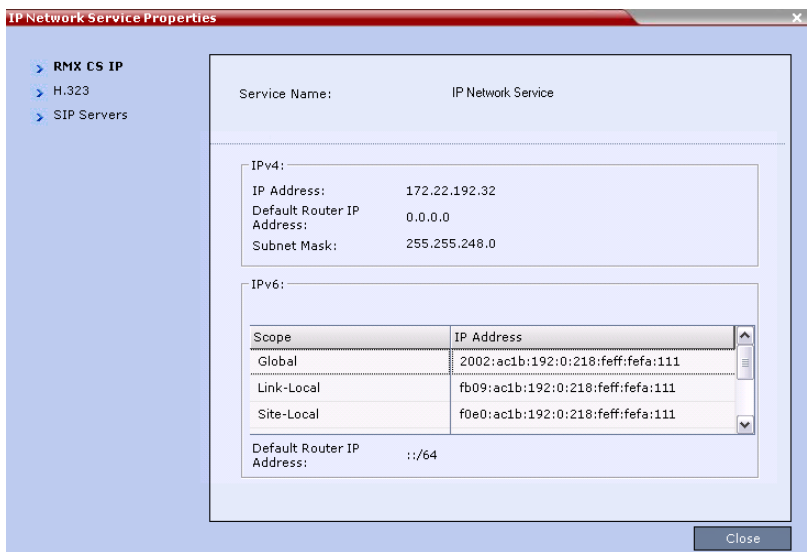 IP Network Service Properties
RMX CS IP
H.323
SIP Servers
Service Name: IP Network Service
IPv4:
IP Address: 172.22.192.32
Default Router IP
Address: 0.0.0.0
Subnet Mask: 255.255.248.0
IPv6:
Scope IP Address
Global 2002:ac1b:192:0:218:feff:fefa:111
Link-Local fb09:ac1b:192:0:218:feff:fefa:111
Site-Local f0e0:ac1b:192:0:218:feff:fefa:111
Default Router IP
Address: ::/64
Close